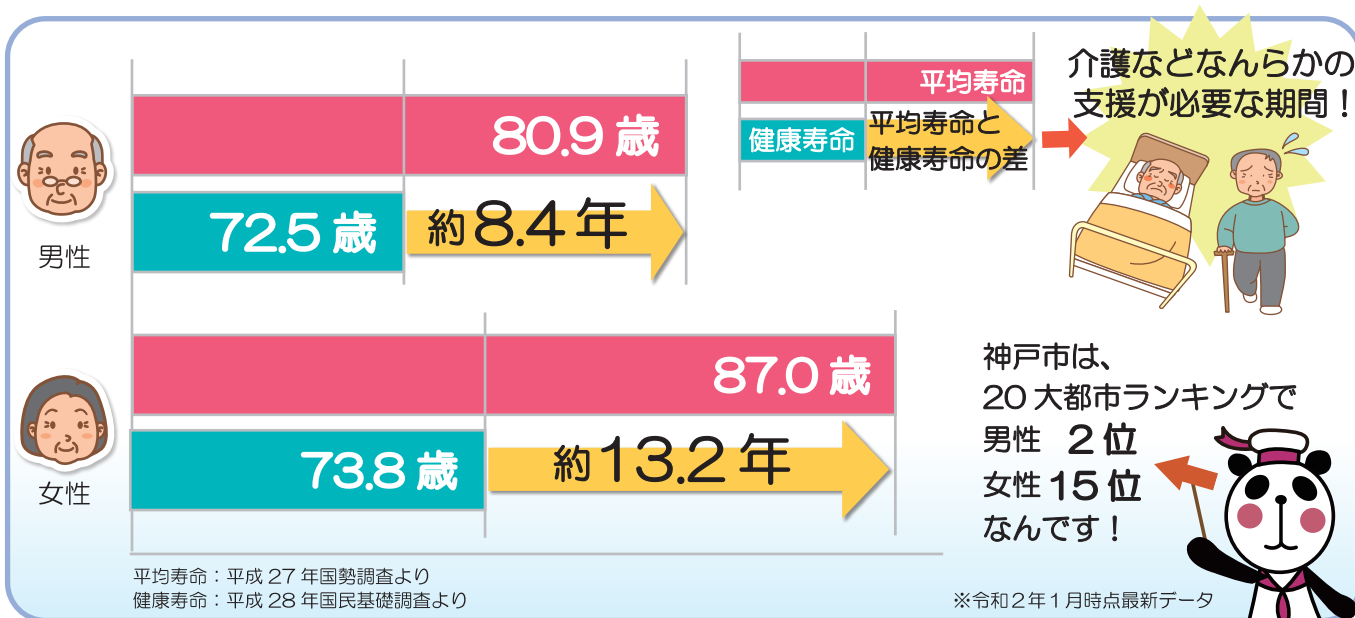 80.9 歳
72.5 歳
約8.4 年
男性
平均寿命
健康寿命
平均寿命と
健康寿命の差
介護などなんらかの
支援が必要な期間！
87.0 歳
73.8 歳
約13.2 年
女性
神戸市は、
20 大都市ランキングで
男性 2 位
女性 15 位
なんです！
平均寿命：平成 27 年国勢調査より
健康寿命：平成 28 年国民基礎調査より
※令和２年１月時点最新データ